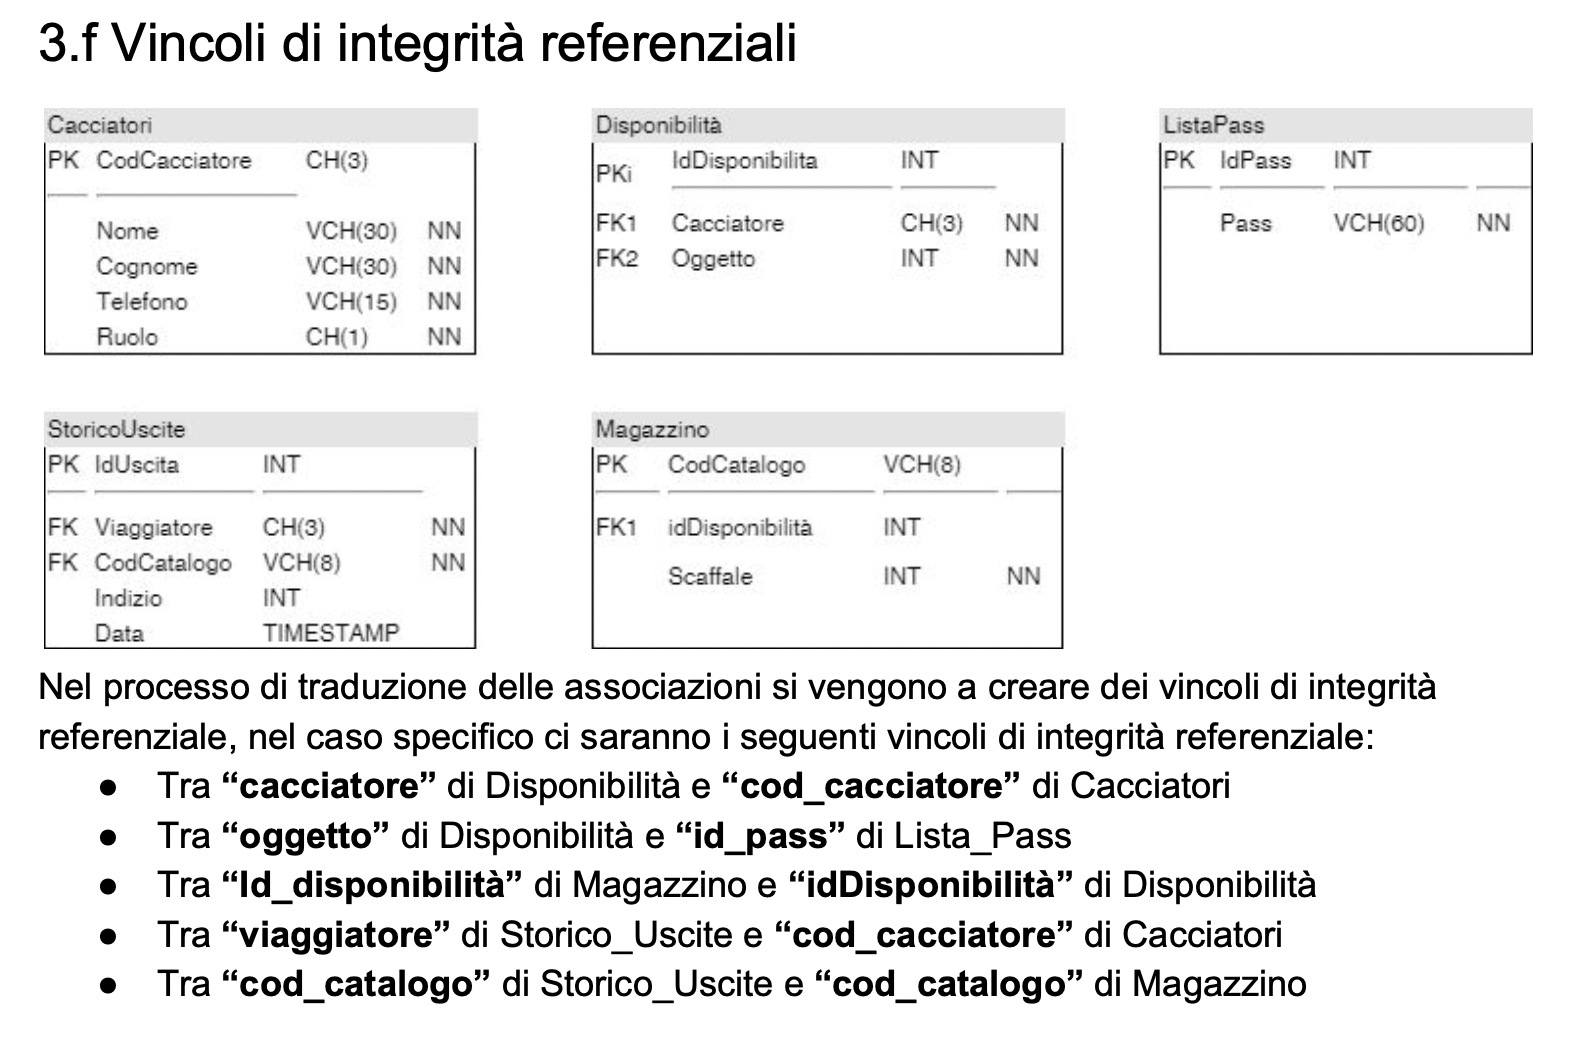 3.f Vincoli di integrità referenziali
Cacciatori
PK CodCacciatore CH(3)
Nome VCH(30) NN
Cognome VCH(30) NN
Telefono VCH(15) NN
Ruolo CH(1) NN
Disponibilità
PKi IdDisponibilita INT
FK1 Cacciatore CH(3) NN
FK2 Oggetto INT NN
ListaPass
PK IdPass INT
Pass VCH(60) NN
StoricoUscite
PK IdUscita INT
FK Viaggiatore CH(3) NN
FK CodCatalogo VCH(8) NN
Indizio INT
Data TIMESTAMP
Magazzino
PK CodCatalogo VCH(8)
FK1 idDisponibilità INT
Scaffale INT NN
Nel processo di traduzione delle associazioni si vengono a creare dei vincoli di integrità
referenziale, nel caso specifico ci saranno i seguenti vincoli di integrità referenziale:
● Tra “cacciatore” di Disponibilità e “cod_cacciatore” di Cacciatori
● Tra “oggetto” di Disponibilità e “id_pass” di Lista_Pass
● Tra “Id_disponibilità” di Magazzino e “idDisponibilità” di Disponibilità
● Tra “viaggiatore” di Storico_Uscite e “cod_cacciatore” di Cacciatori
● Tra “cod_catalogo” di Storico_Uscite e “cod_catalogo” di Magazzino